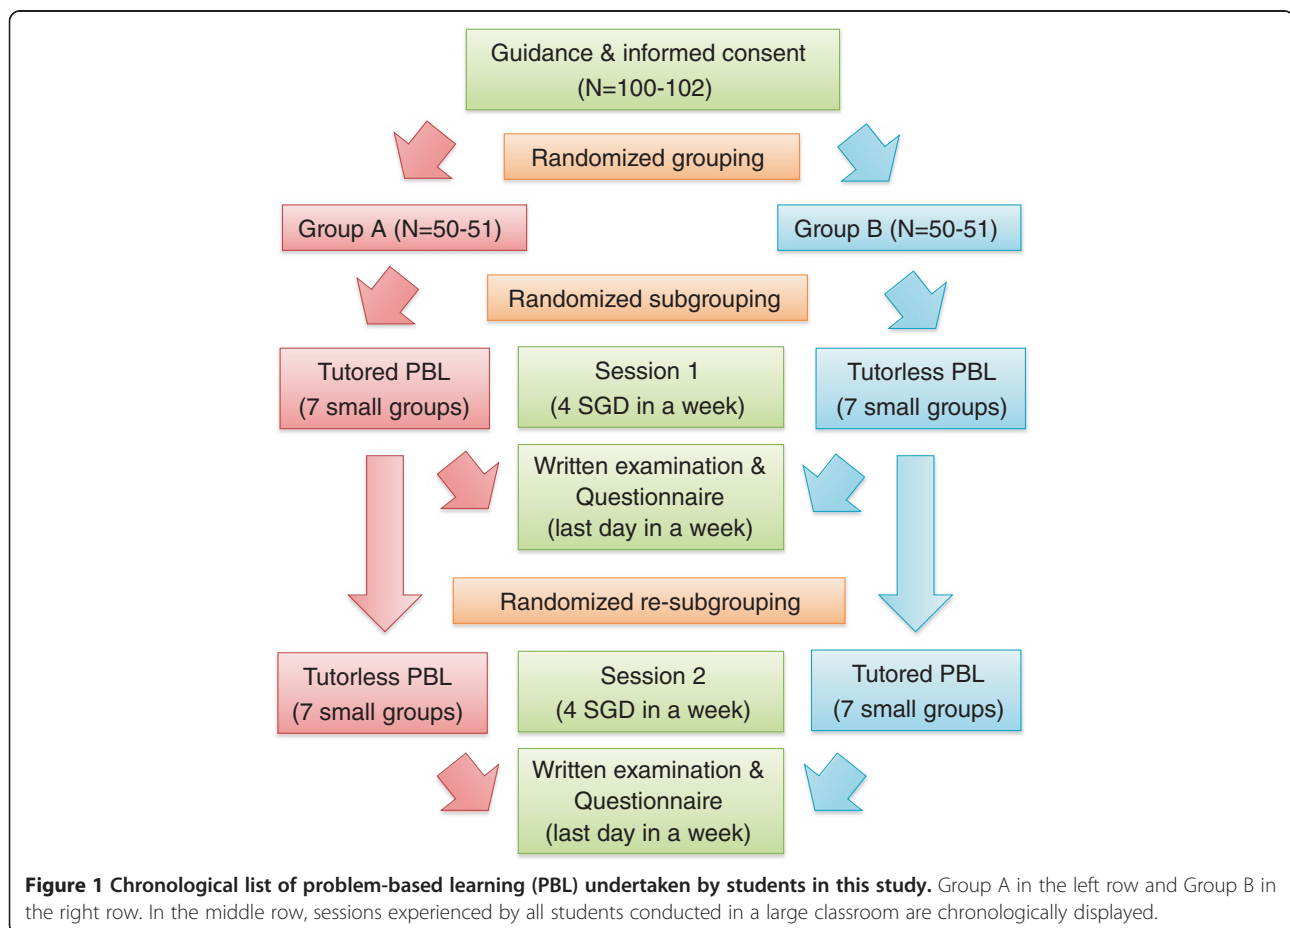 Guidance & informed consent
(N=100-102)
Randomized grouping
Group A (N=50-51)
Group B (N=50-51)
Randomized subgrouping
Tutored PBL
(7 small groups)
Session 1
(4 SGD in a week)
Tutorless PBL
(7 small groups)
Written examination &
Questionnaire
(last day in a week)
Randomized re-subgrouping
Tutorless PBL
(7 small groups)
Session 2
(4 SGD in a week)
Tutored PBL
(7 small groups)
Written examination &
Questionnaire
(last day in a week)
Figure 1 Chronological list of problem-based learning (PBL) undertaken by students in this study. Group A in the left row and Group B in
the right row. In the middle row, sessions experienced by all students conducted in a large classroom are chronologically displayed.